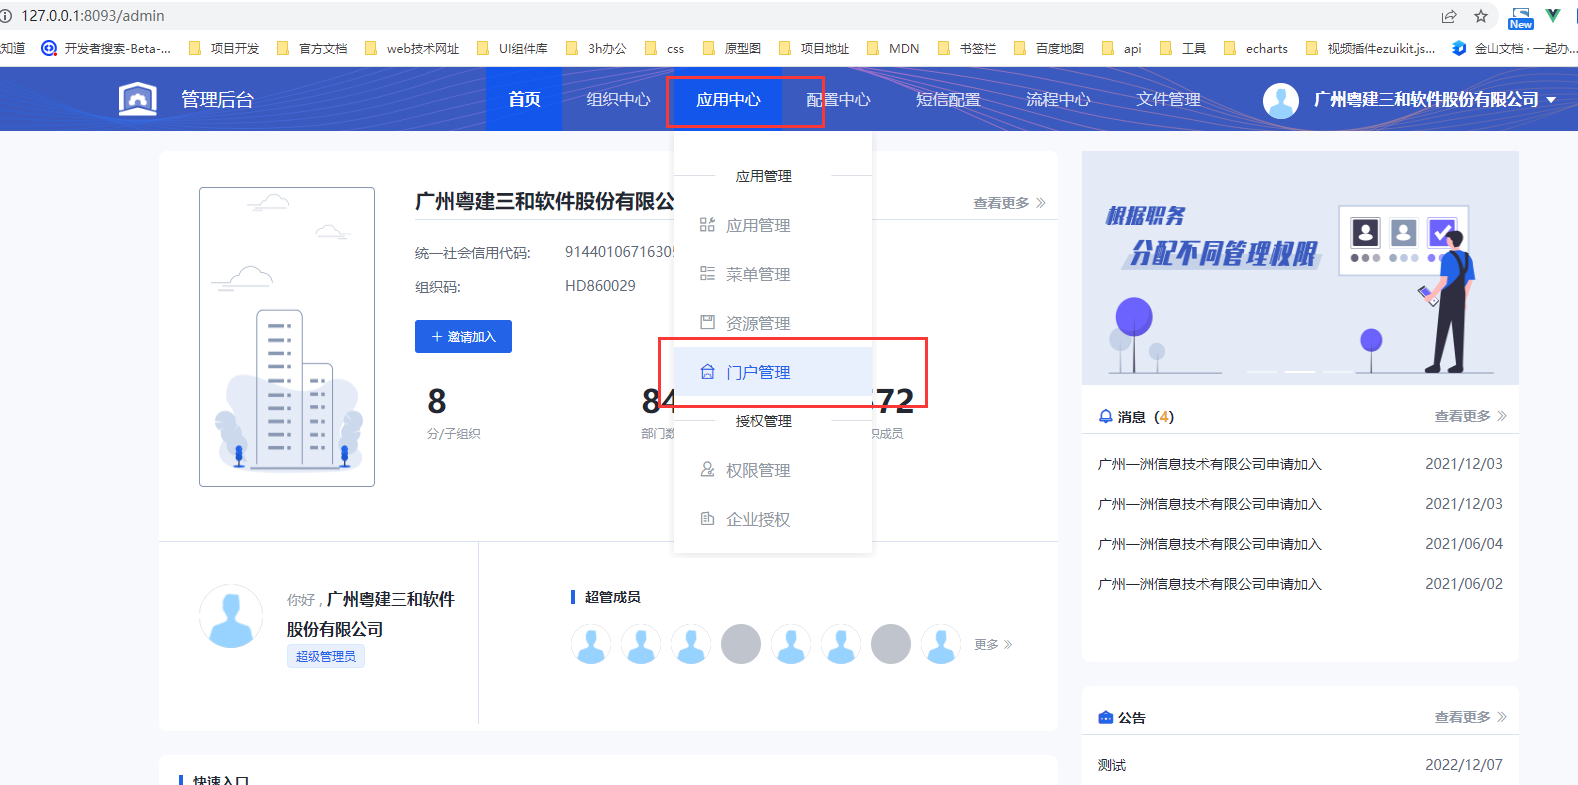 127.0.0.1:8093/admin
New
知道
开发者搜索-Beta-...
项目开发
官方文档
web技术网址
UI组件库
3h办公
css
原型图
项目地址
MDN
书签栏
百度地图
api
工具
echarts
视频插件ezuikit.js...
金山文档 · 一起办...
管理后台
首页
组织中心
应用中心
配置中心
短信配置
流程中心
文件管理
广州粤建三和软件股份有限公司
应用管理
应用管理
菜单管理
资源管理
门户管理
授权管理
权限管理
企业授权
广州粤建三和软件股份有限公
查看更多
统一社会信用代码:
9144010671630
组织码:
HD860029
邀请加入
8
分/子组织
84
部门数
72
织成员
你好，广州粤建三和软件
股份有限公司
超级管理员
超管成员
更多
快速入口
根据职务
分配不同管理权限
消息（4）
查看更多
广州一洲信息技术有限公司申请加入
2021/12/03
广州一洲信息技术有限公司申请加入
2021/12/03
广州一洲信息技术有限公司申请加入
2021/06/04
广州一洲信息技术有限公司申请加入
2021/06/02
公告
查看更多
测试
2022/12/07